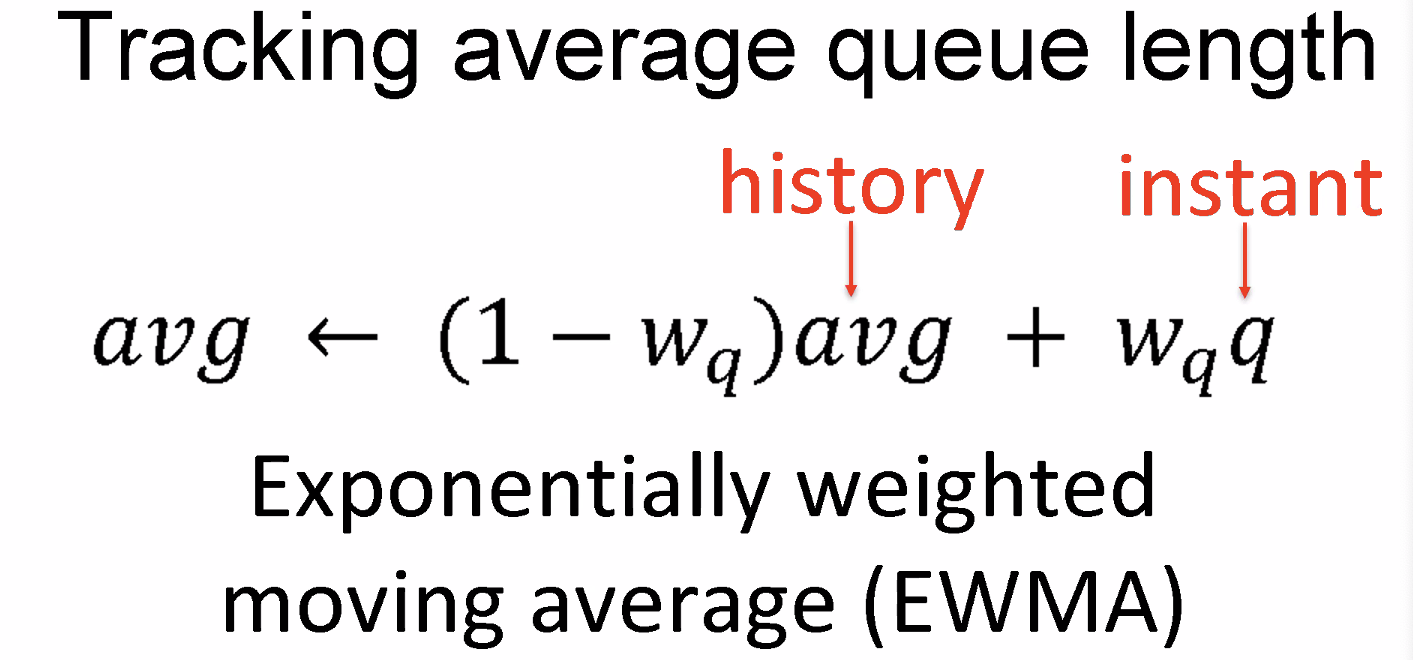 Tracking average queue length
history instant
avg ← (1 − w_q)avg + w_q q
Exponentially weighted
moving average (EWMA)